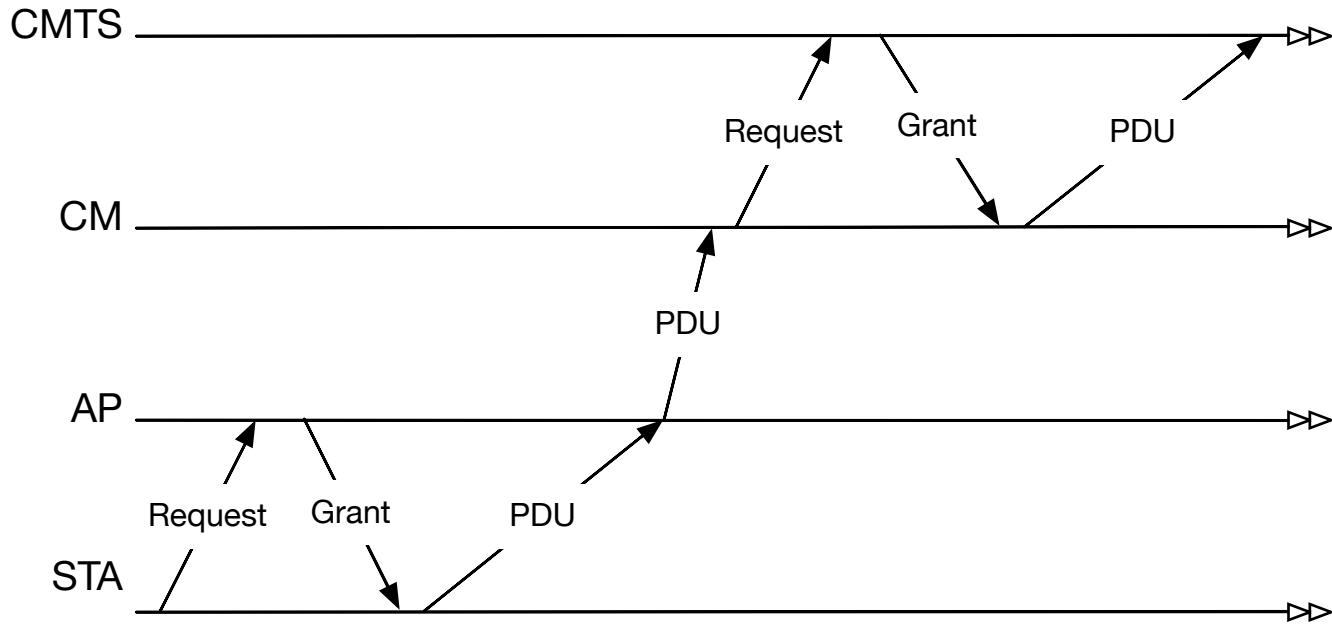 CMTS
Request
Grant
PDU
CM
PDU
AP
Request
Grant
PDU
STA